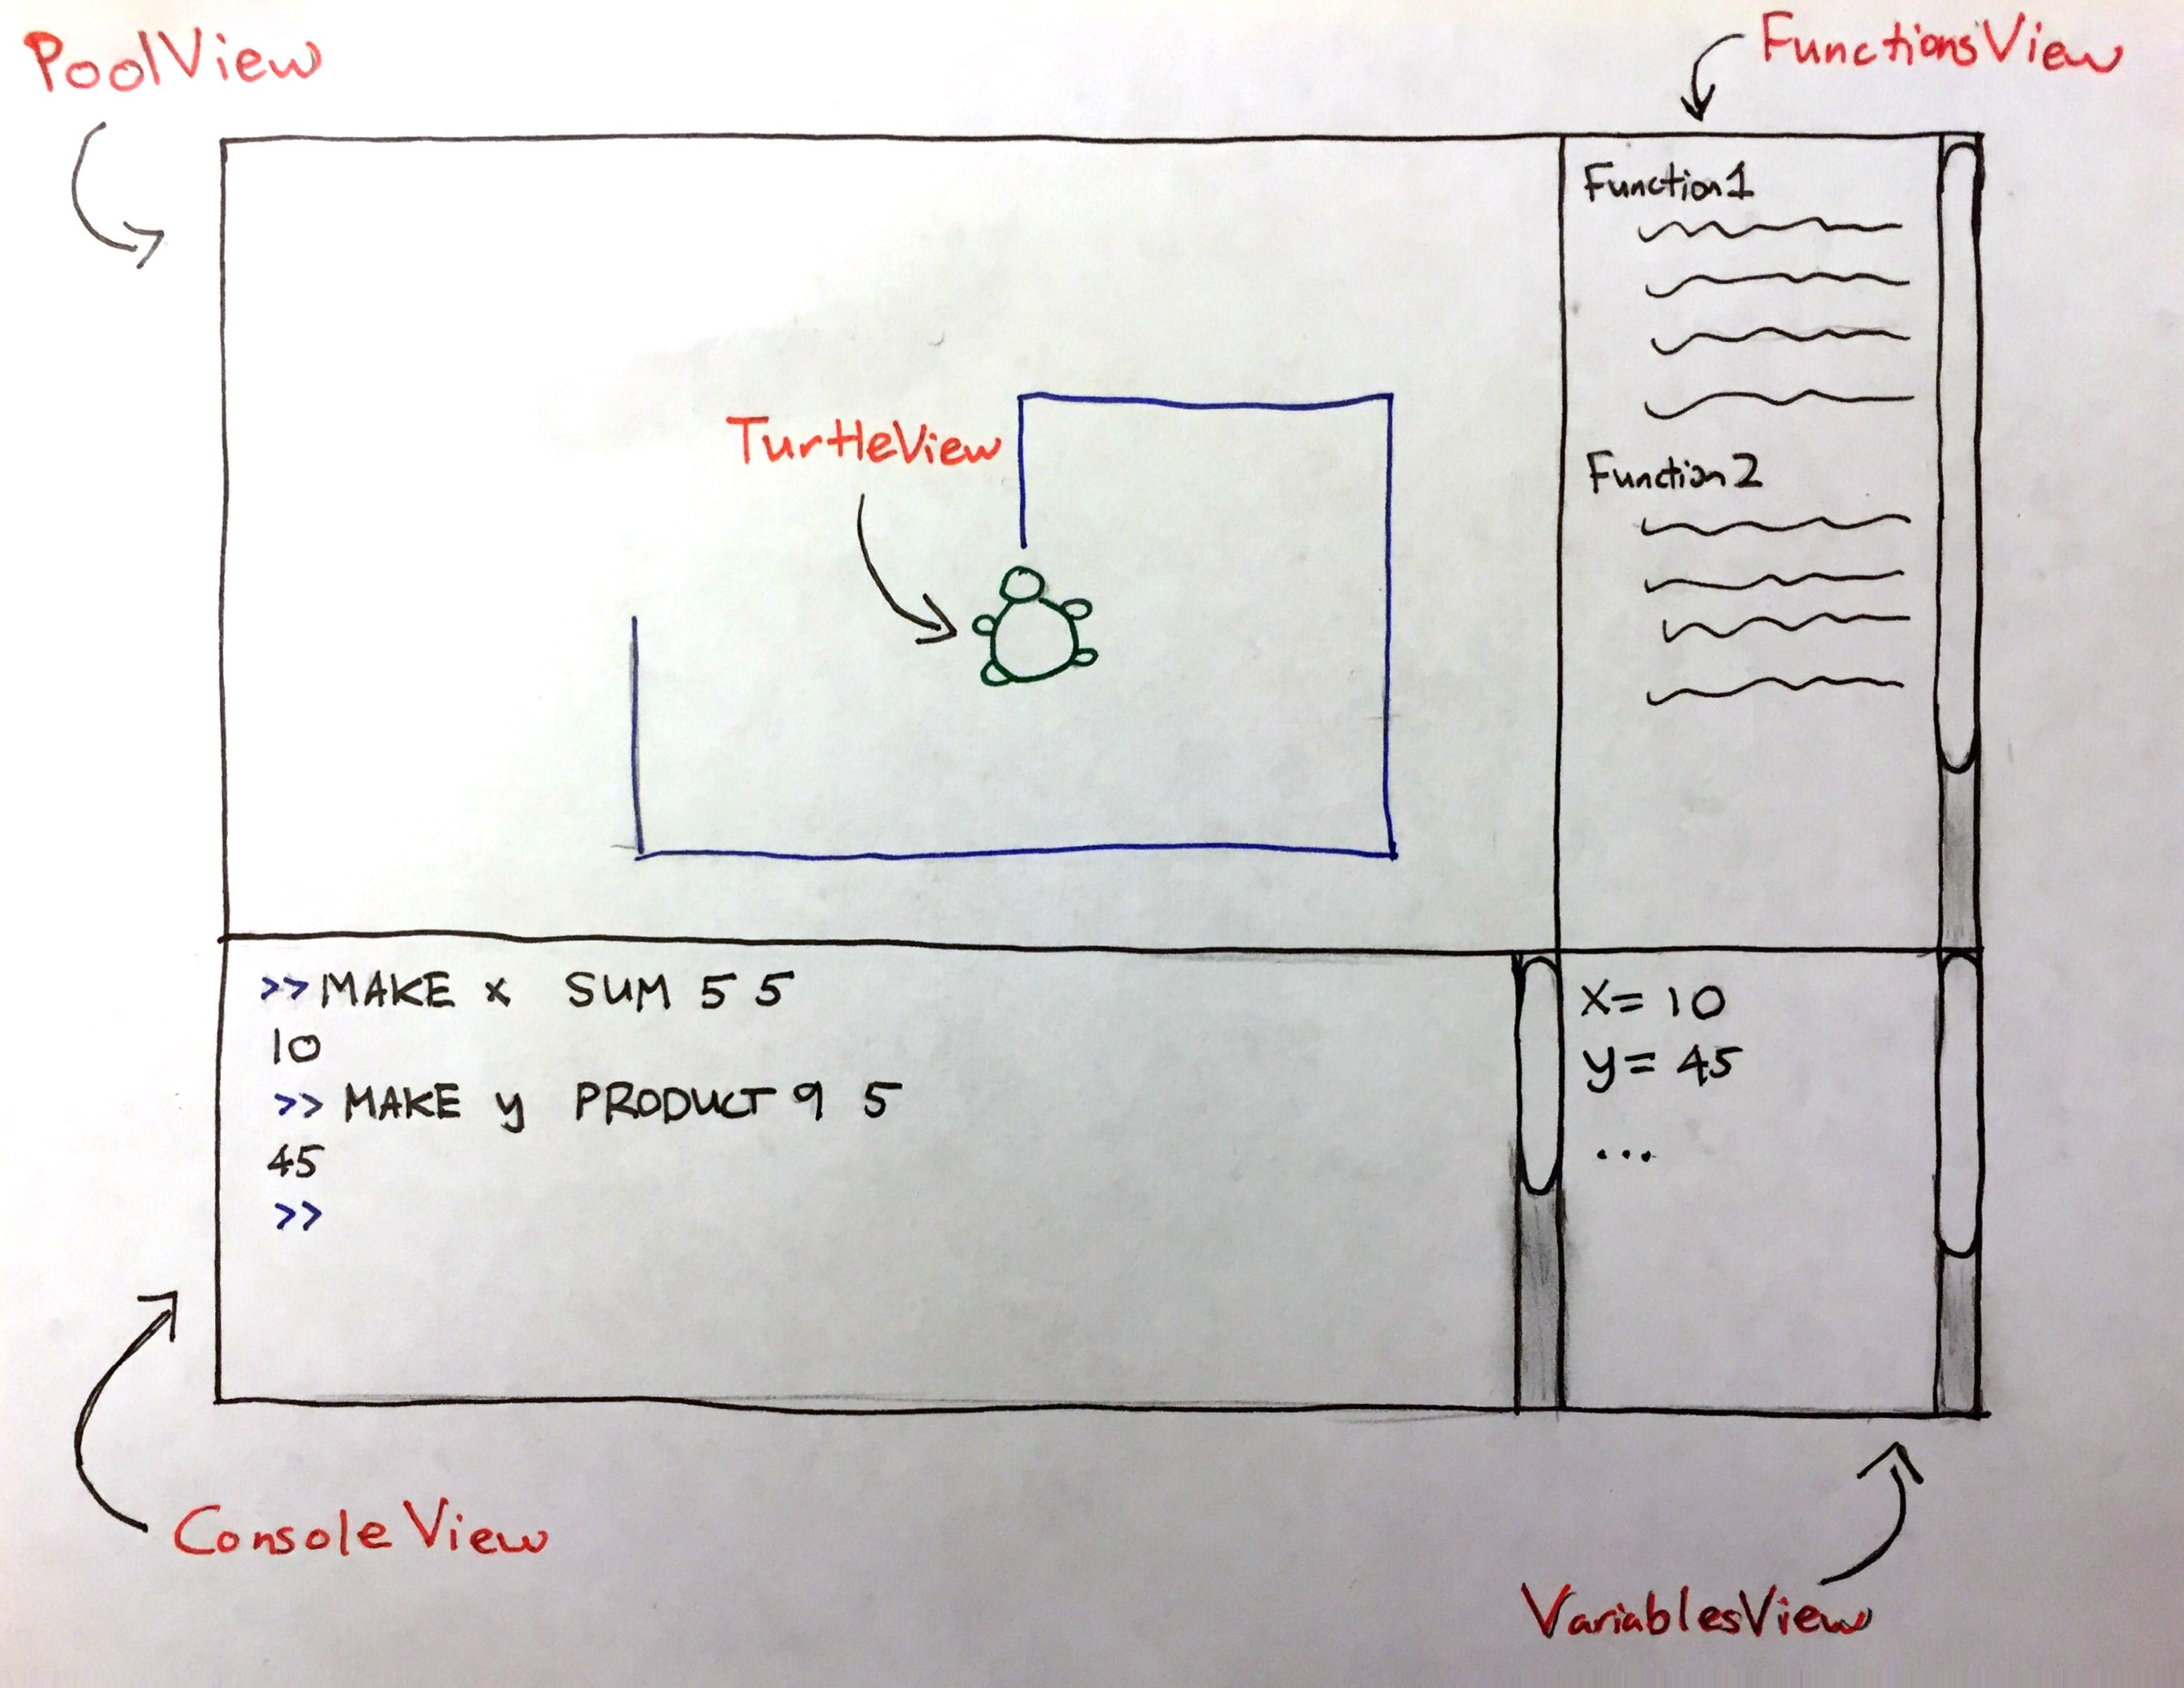 PoolView
FunctionsView
Function1
TurtleView
Function2
>> MAKE x SUM 5 5
10
>> MAKE y PRODUCT 9 5
45
>>
X= 10
y= 45
...
ConsoleView
VariablesView